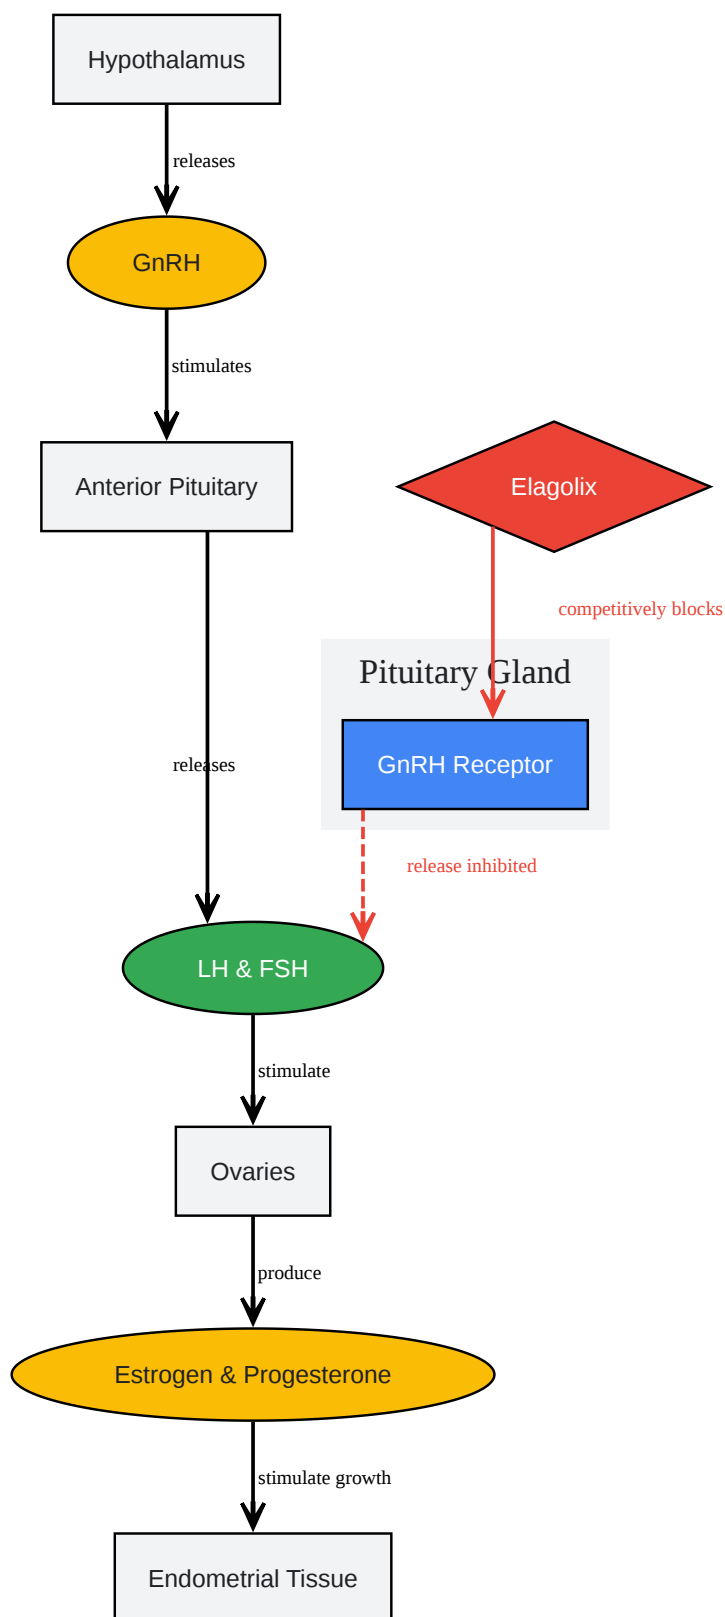 Hypothalamus
releases
GnRH
stimulates
Anterior Pituitary
Elagolix
competitively blocks
Pituitary Gland
releases
GnRH Receptor
release inhibited
LH & FSH
stimulate
Ovaries
produce
Estrogen & Progesterone
stimulate growth
Endometrial Tissue